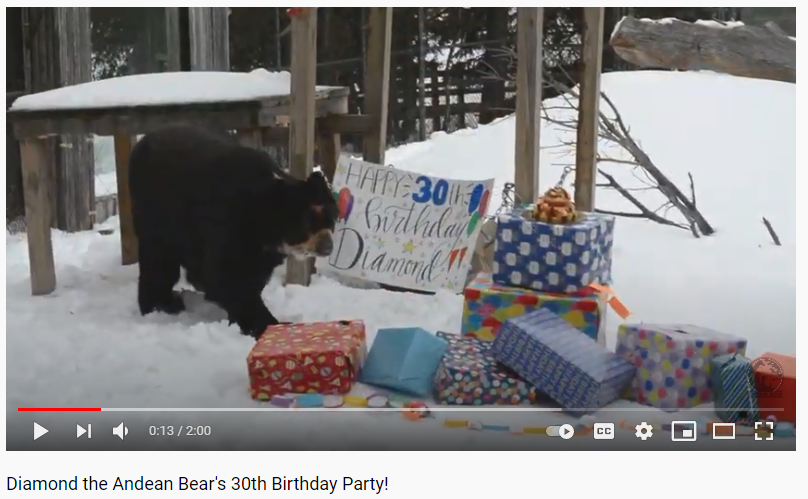 HAPPY 30th
Birthday
Diamond!!
0:13 / 2:00
CC
Diamond the Andean Bear's 30th Birthday Party!